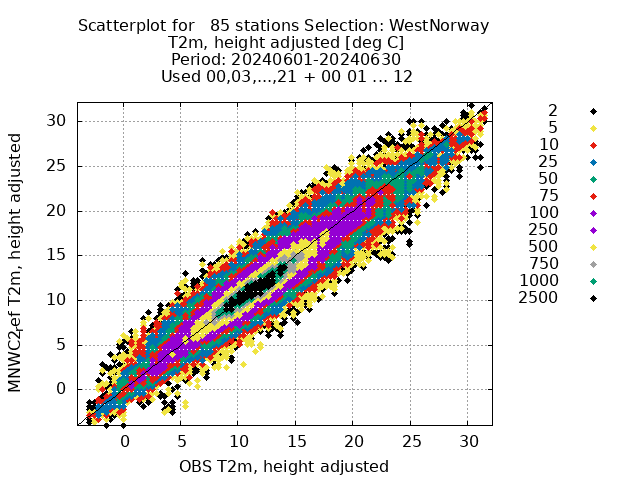 Scatterplot for   85 stations Selection: WestNorway
T2m, height adjusted [deg C]
Period: 20240601-20240630
Used 00,03,...,21 + 00 01 ... 12
2
5
10
25
50
75
100
250
500
750
1000
2500
30
25
20
15
10
5
0
T2m, height adjusted
0 5 10 15 20 25 30
OBS T2m, height adjusted